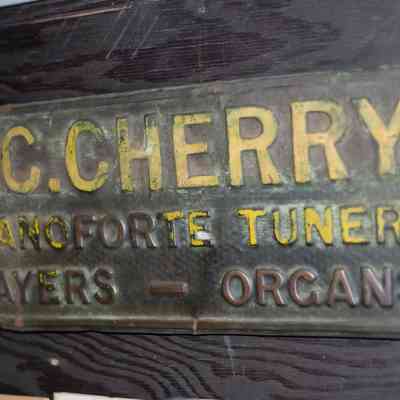 C. CHERRY
ANOFORTE TUNER
AYERS — ORGANS